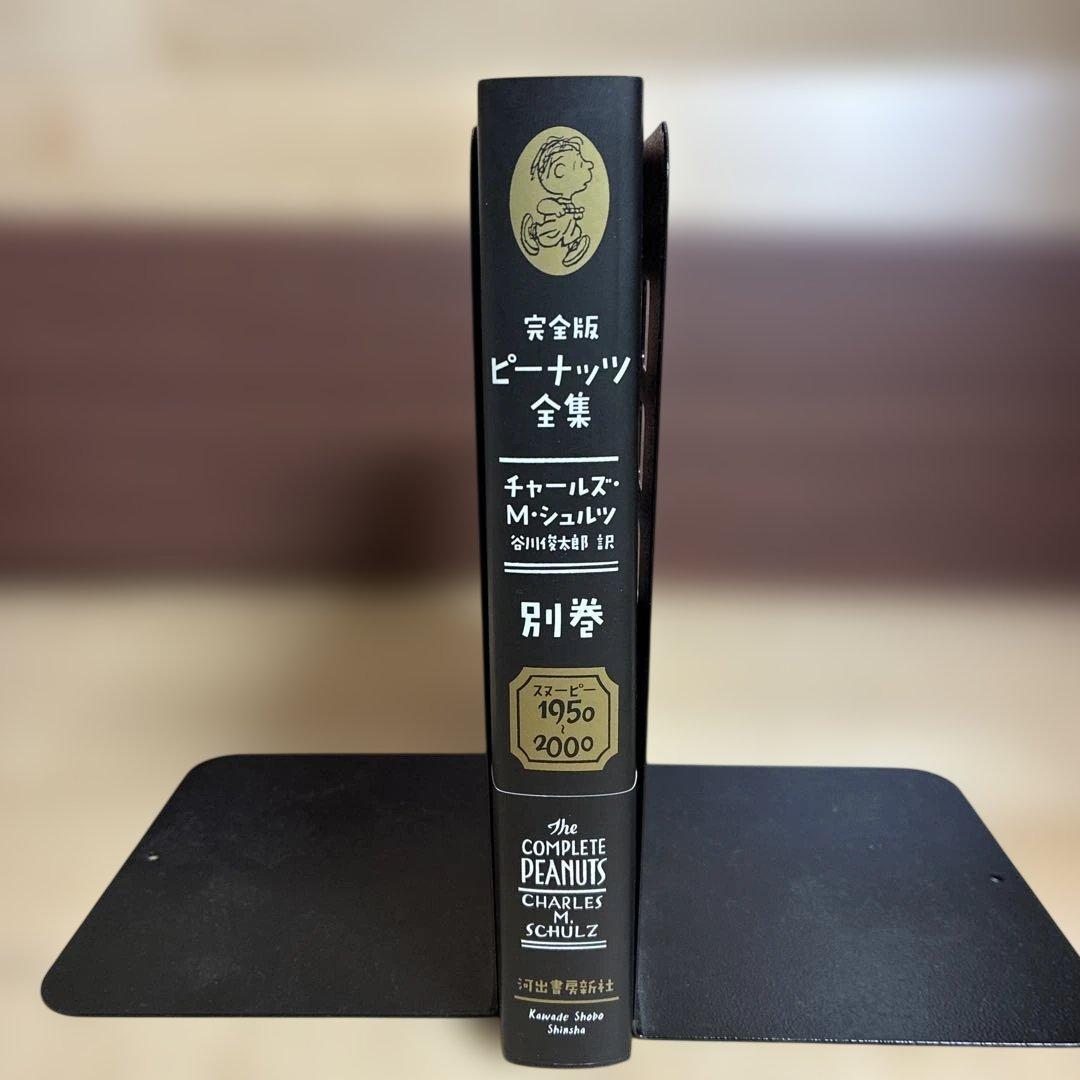 完全版
ピーナッツ
全集
チャールズ・
M・シュルツ
谷川俊太郎 訳
別巻
スヌーピー
1950
~
2000
The
COMPLETE
PEANUTS
CHARLES
M.
SCHULZ
河出書房新社
Kawade Shobo
Shinsha